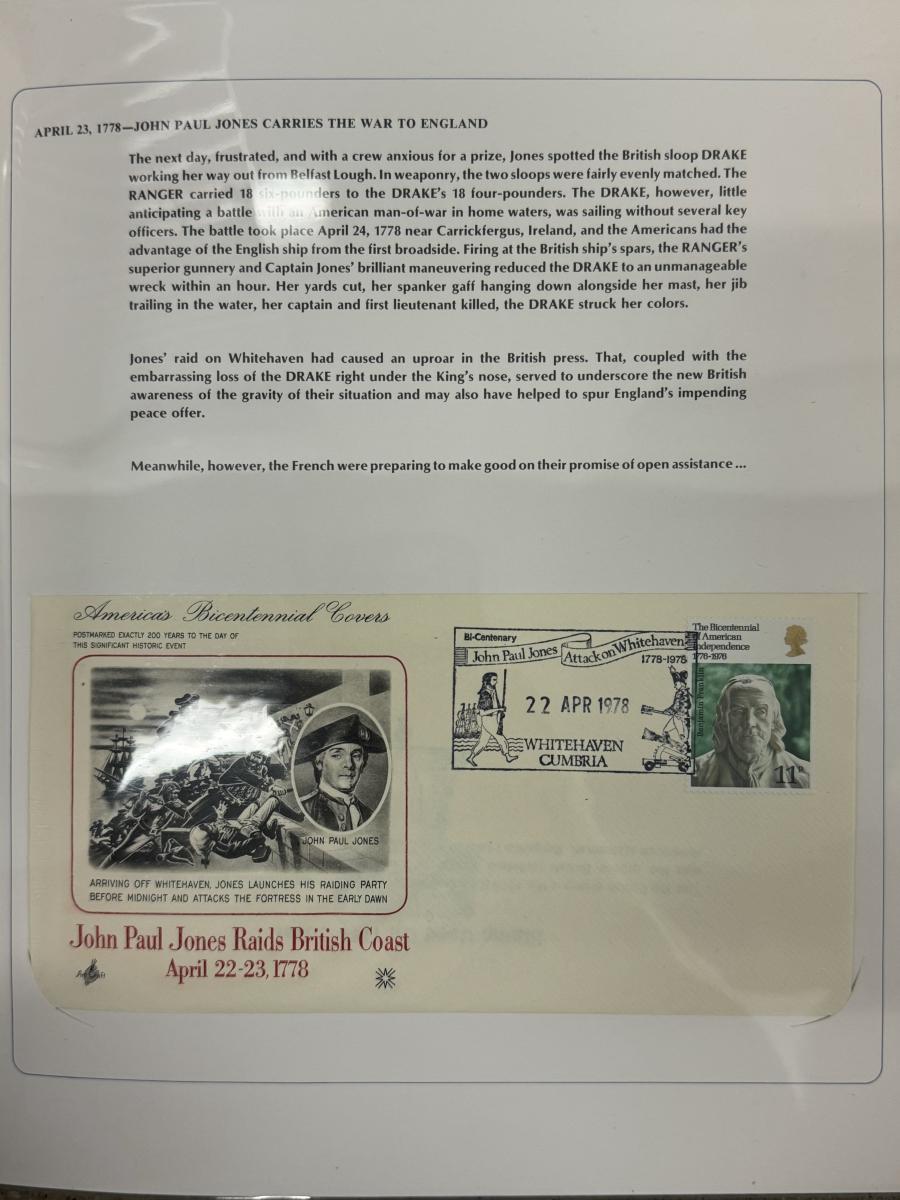 APRIL 23, 1778—JOHN PAUL JONES CARRIES THE WAR TO ENGLAND
The next day, frustrated, and with a crew anxious for a prize, Jones spotted the British sloop DRAKE
working her way out from Belfast Lough. In weaponry, the two sloops were fairly evenly matched. The
RANGER carried 18 six-pounders to the DRAKE's 18 four-pounders. The DRAKE, however, little
anticipating a battle with an American man-of-war in home waters, was sailing without several key
officers. The battle took place April 24, 1778 near Carrickfergus, Ireland, and the Americans had the
advantage of the English ship from the first broadside. Firing at the British ship's spars, the RANGER's
superior gunnery and Captain Jones' brilliant maneuvering reduced the DRAKE to an unmanageable
wreck within an hour. Her yards cut, her spanker gaff hanging down alongside her mast, her jib
trailing in the water, her captain and first lieutenant killed, the DRAKE struck her colors.
Jones' raid on Whitehaven had caused an uproar in the British press. That, coupled with the
embarrassing loss of the DRAKE right under the King's nose, served to underscore the new British
awareness of the gravity of their situation and may also have helped to spur England's impending
peace offer.
Meanwhile, however, the French were preparing to make good on their promise of open assistance ...
America's Bicentennial Covers
POSTMARKED EXACTLY 200 YEARS TO THE DAY OF
THIS SIGNIFICANT HISTORIC EVENT
JOHN PAUL JONES
ARRIVING OFF WHITEHAVEN, JONES LAUNCHES HIS RAIDING PARTY
BEFORE MIDNIGHT AND ATTACKS THE FORTRESS IN THE EARLY DAWN
John Paul Jones Raids British Coast
April 22-23, 1778
ArtCraft
Bi-Centenary
John Paul Jones Attack on Whitehaven
1778-1978
22 APR 1978
WHITEHAVEN
CUMBRIA
The Bicentennial
of American
Independence
1776-1976
Benjamin Franklin
11P